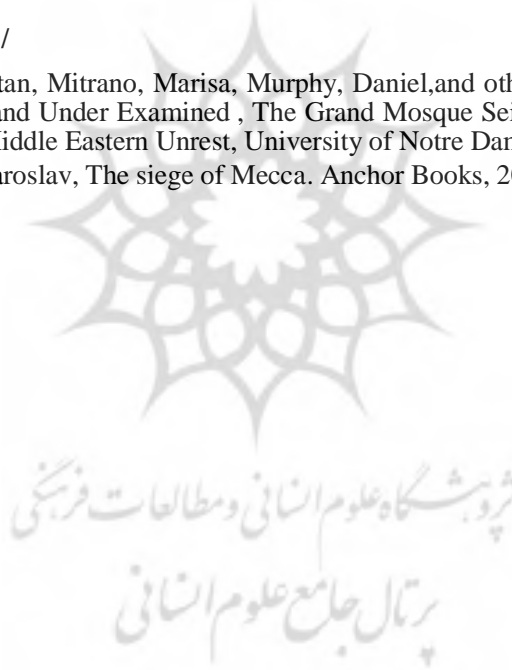 /
tan, Mitrano, Marisa, Murphy, Daniel,and oth
and Under Examined , The Grand Mosque Sei
Middle Eastern Unrest, University of Notre Dan
aroslav, The siege of Mecca. Anchor Books, 20
پژوهشگاه علوم انسانی و مطالعات فرهنگی
پرتال جامع علوم انسانی